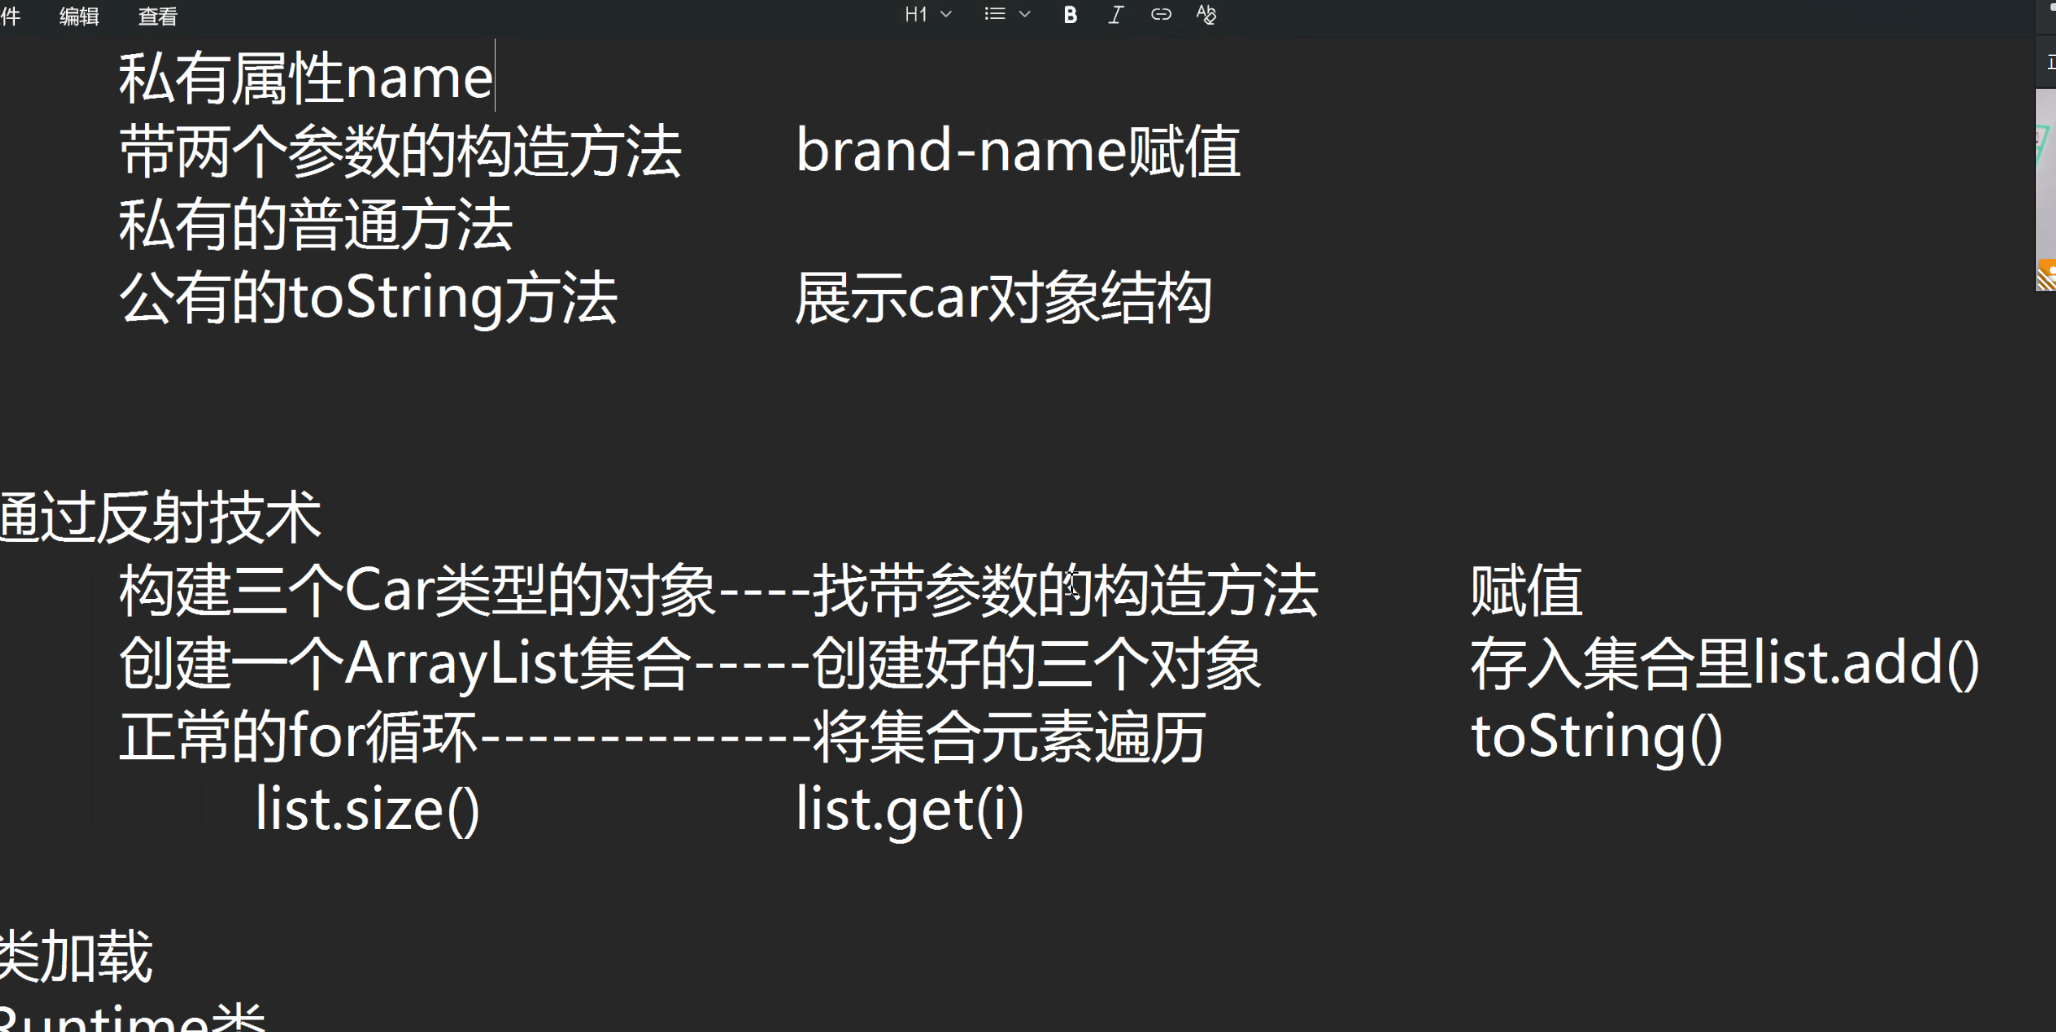 件 编辑 查看 H1 B I
私有属性name
带两个参数的构造方法 brand-name赋值
私有的普通方法
公有的toString方法 展示car对象结构
通过反射技术
构建三个Car类型的对象----找带参数的构造方法 赋值
创建一个ArrayList集合-----创建好的三个对象 存入集合里list.add()
正常的for循环--------------将集合元素遍历 toString()
list.size() list.get(i)
类加载
Runtime类